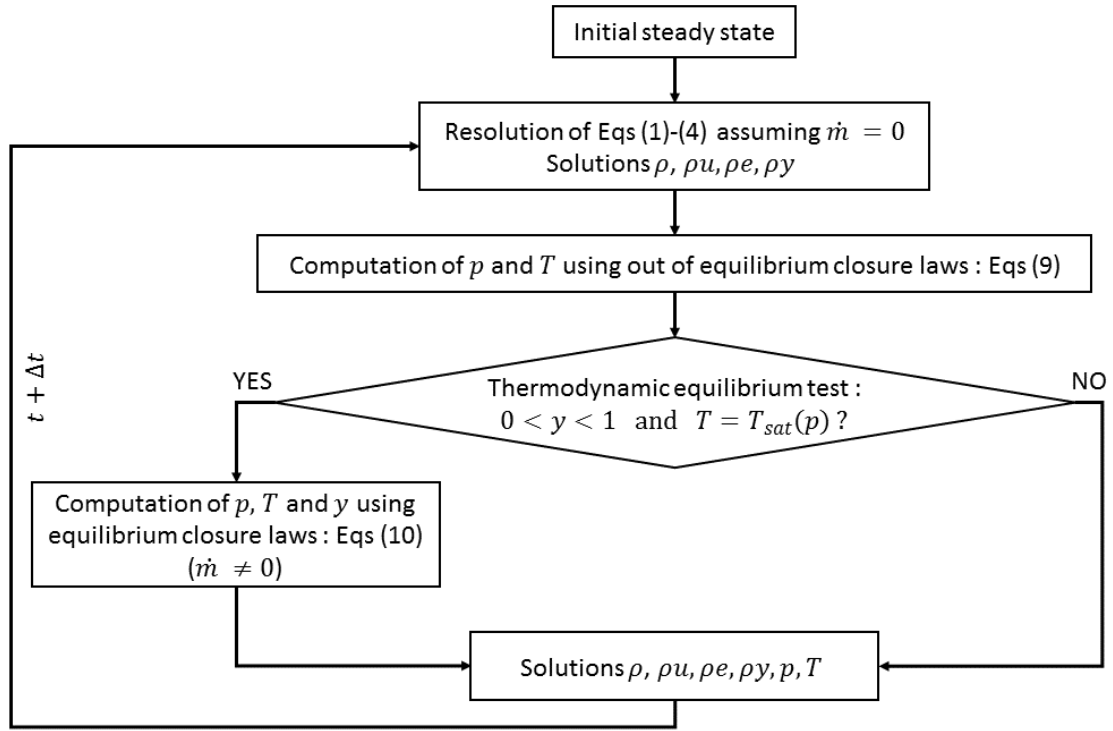 Initial steady state
Resolution of Eqs (1)-(4) assuming ṁ = 0
Solutions ρ, ρu, ρe, ρy
Computation of p and T using out of equilibrium closure laws : Eqs (9)
t + Δt
YES
Thermodynamic equilibrium test :
0 < y < 1 and T = T_sat(p) ?
NO
Computation of p, T and y using
equilibrium closure laws : Eqs (10)
(ṁ ≠ 0)
Solutions ρ, ρu, ρe, ρy, p, T